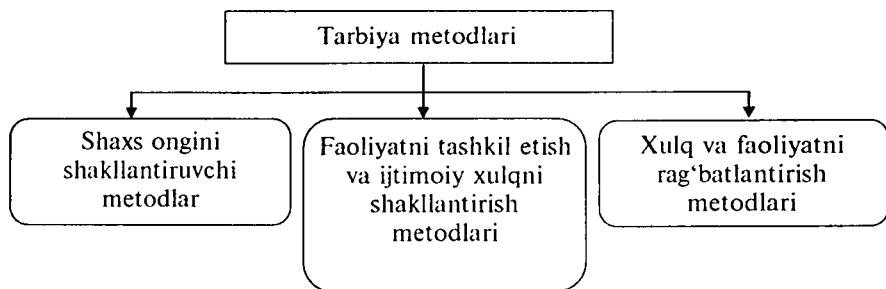 Tarbiya metodlari
Shaxs ongini
shakllantiruvchi
metodlar
Faoliyatni tashkil etish
va ijtimoiy xulqni
shakllantirish
metodlari
Xulq va faoliyatni
rag‘batlantirish
metodlari